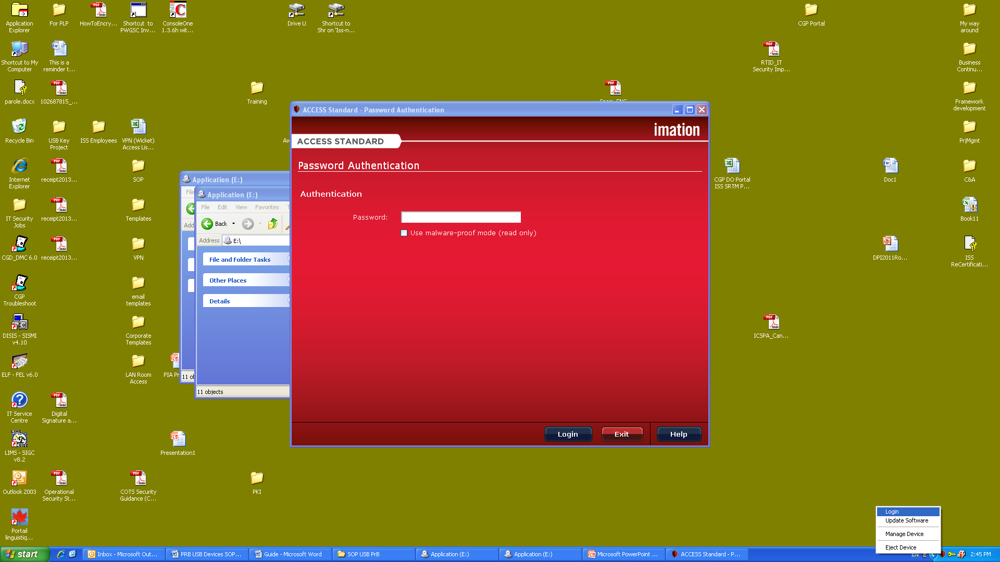 Application
Explorer
For PLP
HowToEncry...
Shortcut to
PWGSC Inv...
ConsoleOne
1.3.6h wit...
Drive U
Shortcut to
Shr on 'Iss-n...
CGP Portal
My way
around
Shortcut to My
Computer
This is a
reminder t...
RTID_IT
Security Imp...
Business
Continu...
parole.docx
102687815_...
Training
Framework
development
ACCESS Standard - Password Authentication
imation
ACCESS STANDARD
Password Authentication
Authentication
Password:
Use malware-proof mode (read only)
Login
Exit
Help
Recycle Bin
USB Key
Project
ISS Employees
VPN (Wicket)
Access Lis...
PrjMgmt
Internet
Explorer
receipt2013...
SOP
CGP DO Portal
ISS SRTM P...
Doc1
C&A
Application (E:)
File
Add
11 ob
Application (E:)
File Edit View Favorites
Back
Address E:\
File and Folder Tasks
Other Places
Details
11 objects
IT Security
Jobs
receipt2013...
Templates
Book11
CGD_DMC 6.0
receipt2013...
VPN
DPI2011Ro...
ISS
ReCertificati...
CGP
Troubleshoot
email
templates
DISIS - SISMI
v4.10
Corporate
Templates
ICSPA_Can...
ELF - FEL v6.0
LAN Room
Access
PIA Pr
IT Service
Centre
Digital
Signature a...
LIMS - SIGC
v8.2
Presentation1
Outlook 2003
Operational
Security St...
COTS Security
Guidance (C...
PKI
Portail
linguistiq...
Login
Update Software
Manage Device
Eject Device
start
Inbox - Microsoft Out...
PRB USB Devices SOP...
Guide - Microsoft Word
SOP USB PrB
Application (E:)
Application (E:)
Microsoft PowerPoint ...
ACCESS Standard - P...
EN
2:45 PM